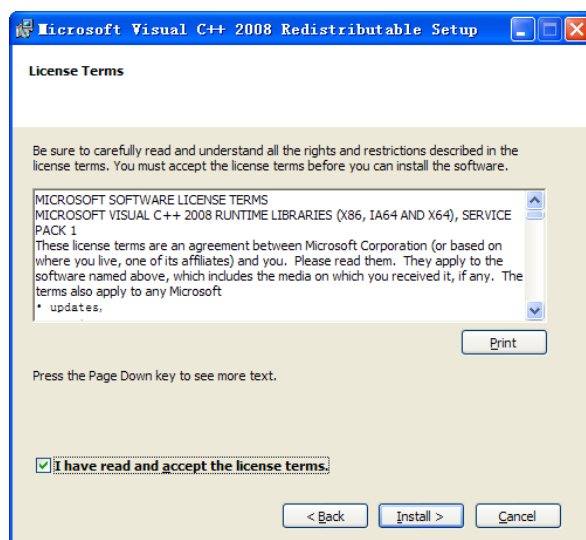 Microsoft Visual C++ 2008 Redistributable Setup
License Terms
Be sure to carefully read and understand all the rights and restrictions described in the
license terms. You must accept the license terms before you can install the software.
MICROSOFT SOFTWARE LICENSE TERMS
MICROSOFT VISUAL C++ 2008 RUNTIME LIBRARIES (X86, IA64 AND X64), SERVICE
PACK 1
These license terms are an agreement between Microsoft Corporation (or based on
where you live, one of its affiliates) and you.  Please read them.  They apply to the
software named above, which includes the media on which you received it, if any.  The
terms also apply to any Microsoft
• updates,
Print
Press the Page Down key to see more text.
I have read and accept the license terms.
< Back
Install >
Cancel